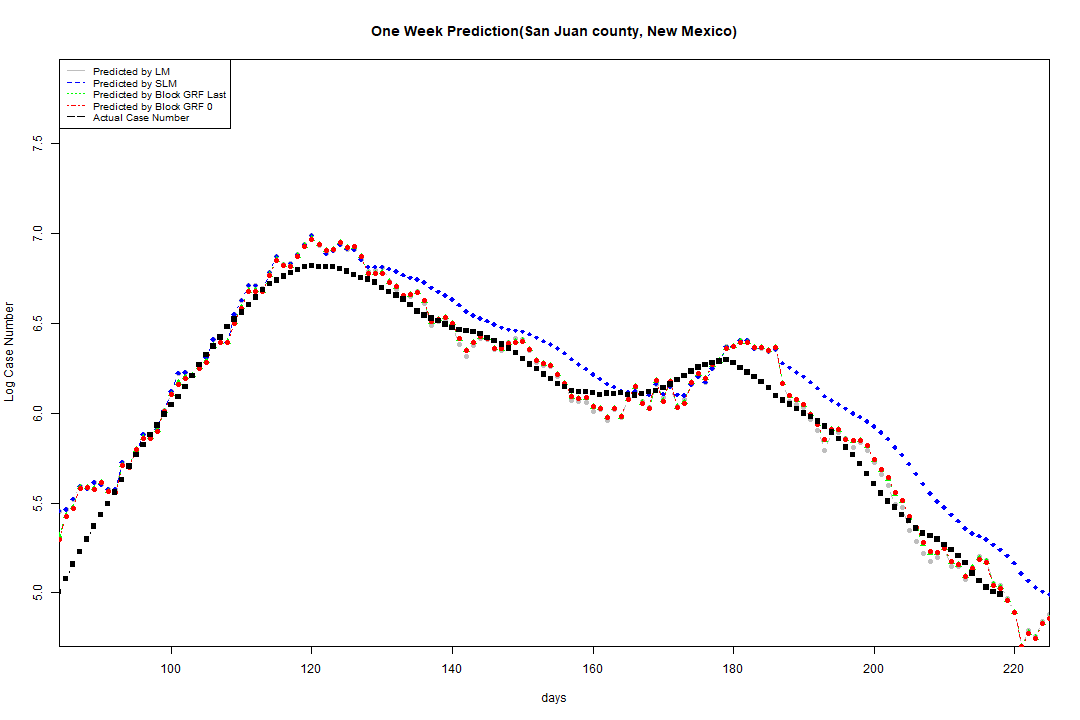 One Week Prediction(San Juan county, New Mexico)
Predicted by LM
Predicted by SLM
Predicted by Block GRF Last
Predicted by Block GRF 0
Actual Case Number
7.5
7.0
6.5
6.0
5.5
5.0
Log Case Number
100 120 140 160 180 200 220
days